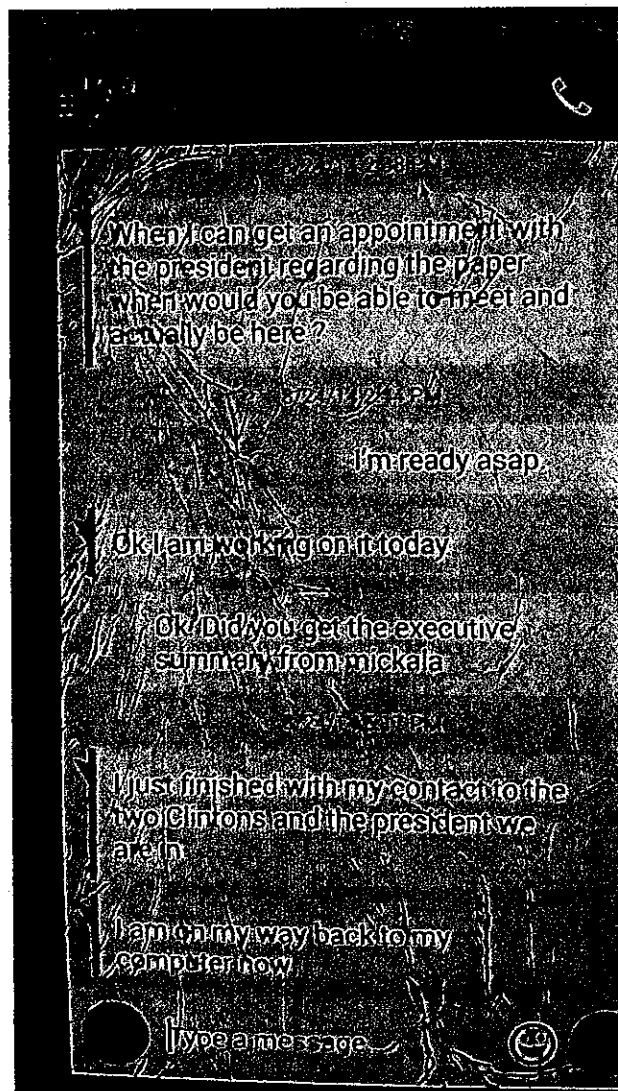 When I can get an appointment with
the president regarding the paper
when would you be able to meet and
actually be here?
PM
I'm ready asap
Ok I am working on it today
Ok. Did you get the executive
summary from mickala
PM
I just finished with my contact to the
two Clintons and the president we
are in
I am on my way back to my
computer now
Type a message